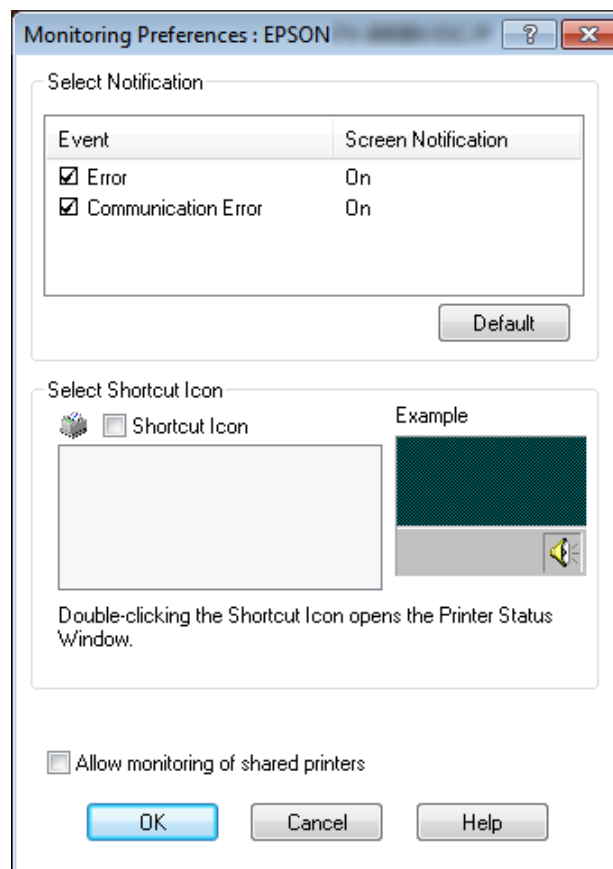 Monitoring Preferences : EPSON
Select Notification
Event Screen Notification
Error On
Communication Error On
Default
Select Shortcut Icon
Shortcut Icon
Example
Double-clicking the Shortcut Icon opens the Printer Status
Window.
Allow monitoring of shared printers
OK Cancel Help